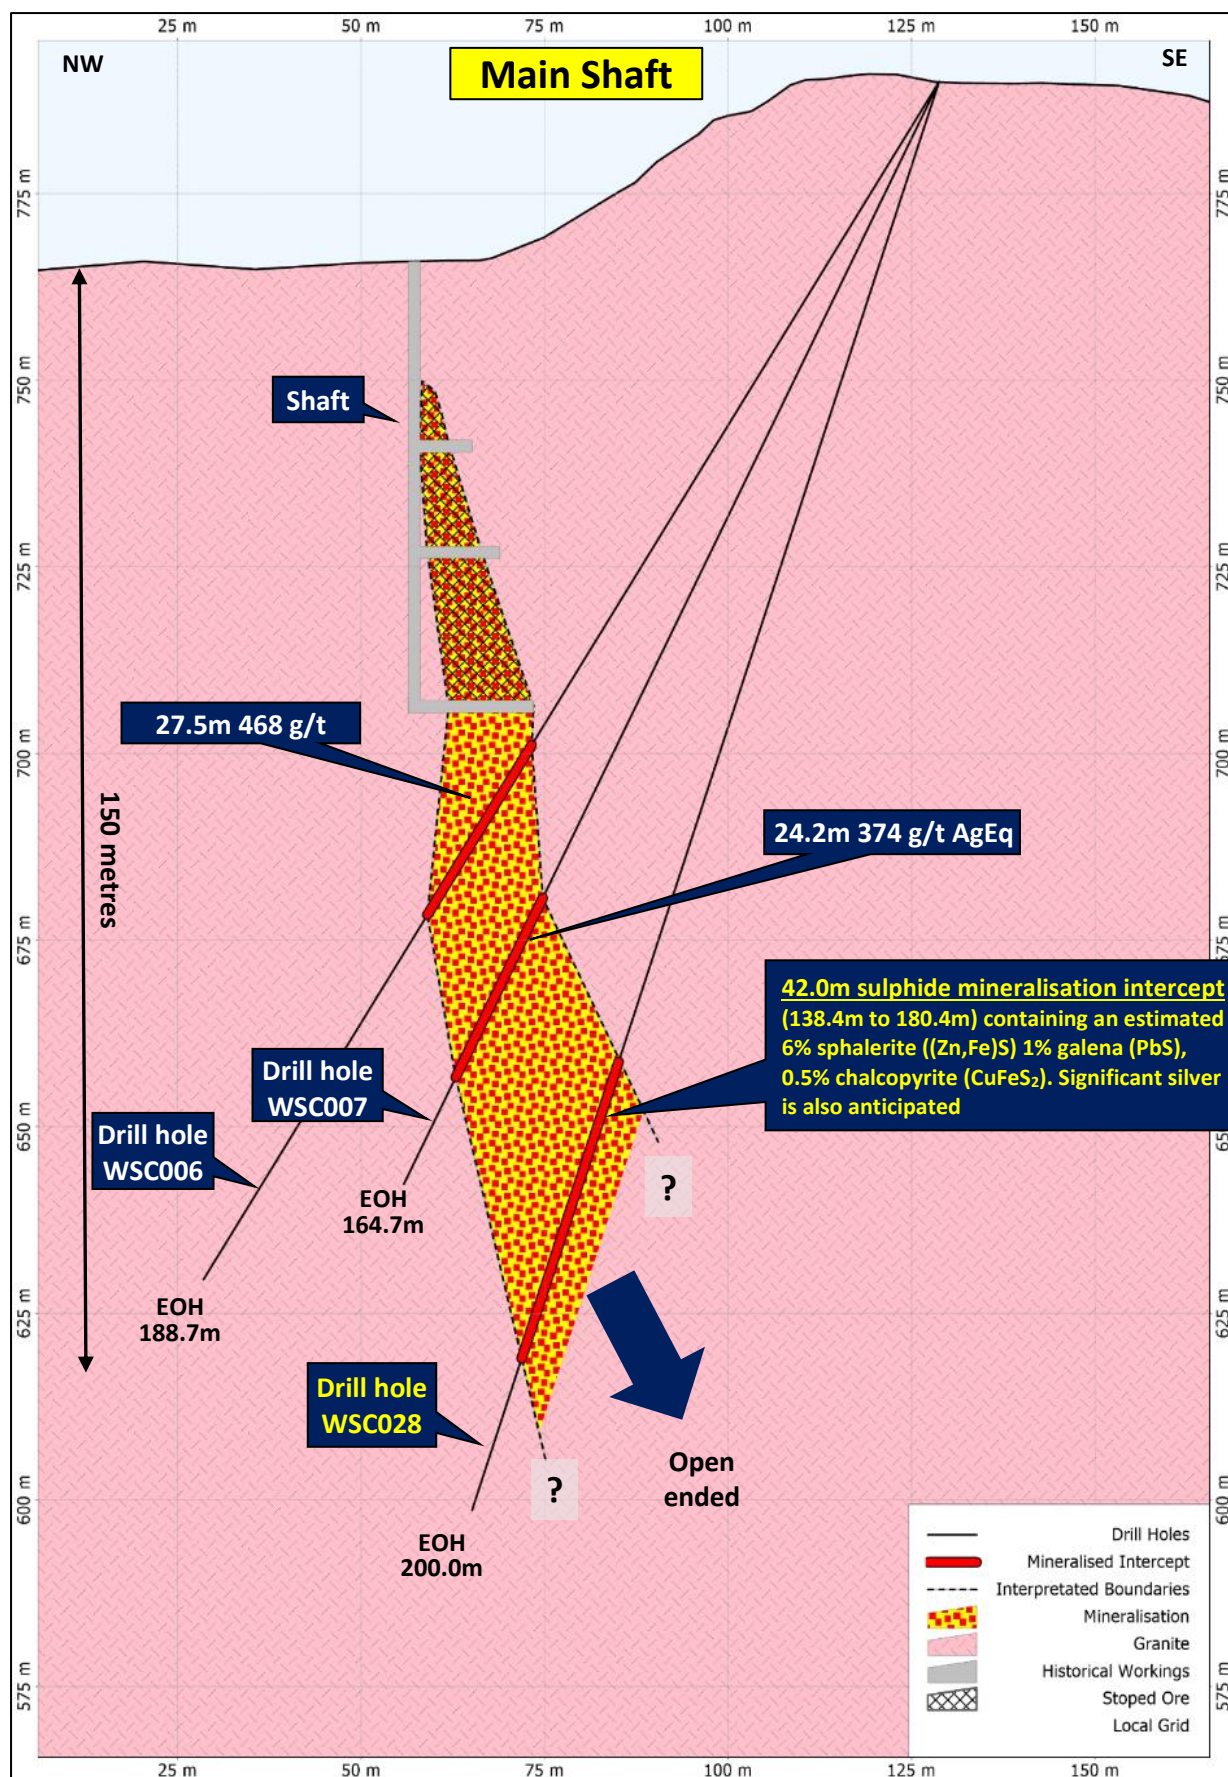 25 m 50 m 75 m 100 m 125 m 150 m
NW
Main Shaft
SE
775 m
775 m
750 m
750 m
Shaft
725 m
725 m
27.5m 468 g/t
700 m
700 m
150 metres
24.2m 374 g/t AgEq
675 m
675 m
42.0m sulphide mineralisation intercept
(138.4m to 180.4m) containing an estimated
6% sphalerite ((Zn,Fe)S) 1% galena (PbS),
0.5% chalcopyrite (CuFeS₂). Significant silver
is also anticipated
Drill hole
WSC007
650 m
Drill hole
WSC006
?
EOH
164.7m
EOH
188.7m
625 m
625 m
Drill hole
WSC028
Open
ended
?
600 m
600 m
EOH
200.0m
Drill Holes
Mineralised Intercept
Interpretated Boundaries
Mineralisation
Granite
Historical Workings
Stoped Ore
Local Grid
575 m
575 m
25 m 50 m 75 m 100 m 125 m 150 m